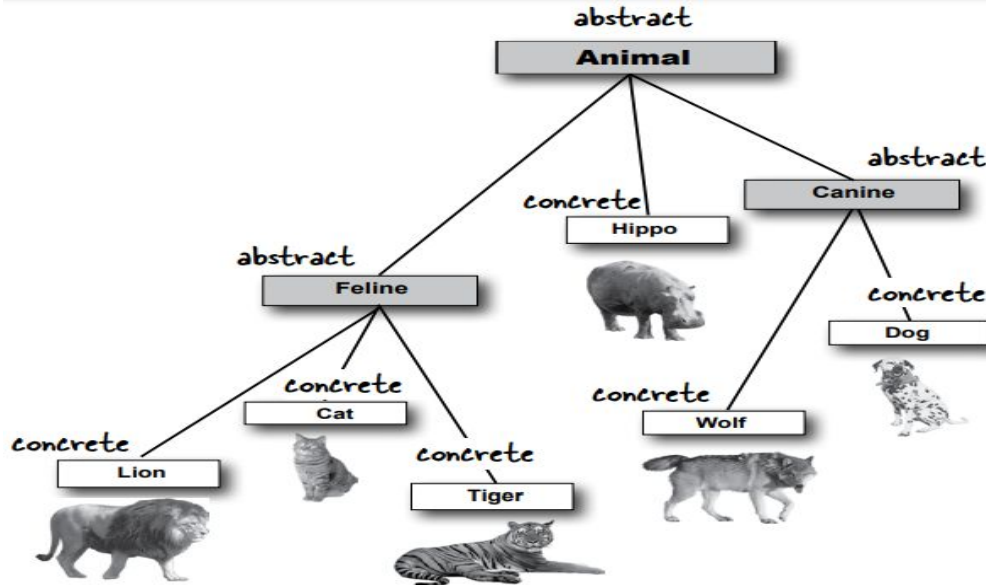 abstract
Animal
abstract
Canine
concrete
Hippo
abstract
Feline
concrete
Dog
concrete
Cat
concrete
Wolf
concrete
Lion
concrete
Tiger